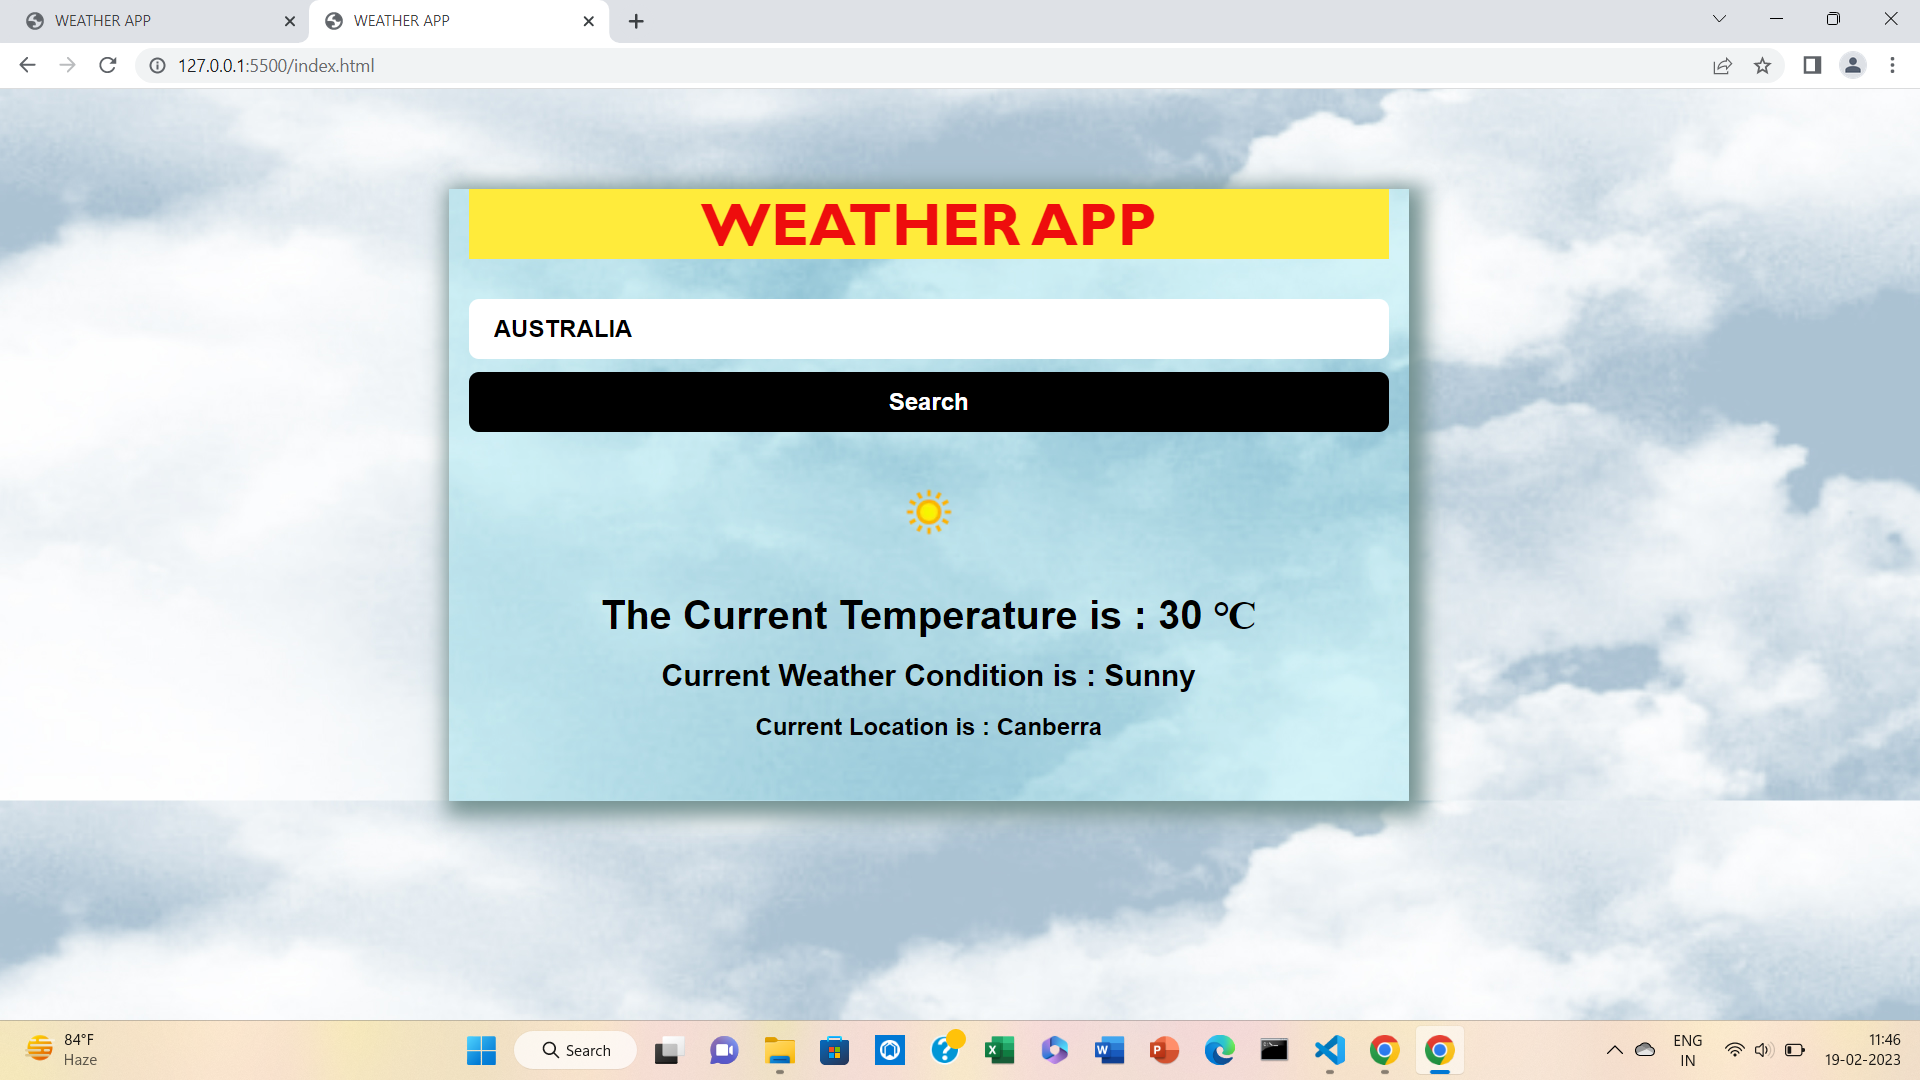 WEATHER APP
WEATHER APP
127.0.0.1:5500/index.html
WEATHER APP
AUSTRALIA
Search
The Current Temperature is : 30 °C
Current Weather Condition is : Sunny
Current Location is : Canberra
84°F
Haze
Search
ENG
IN
11:46
19-02-2023